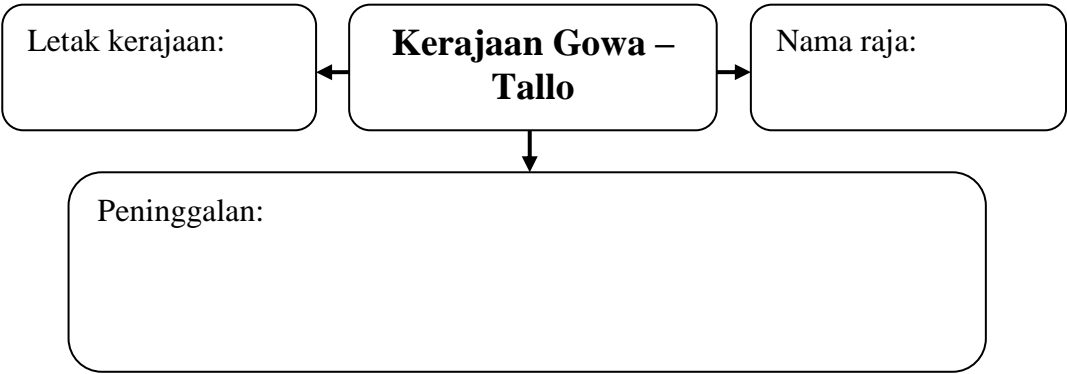 Letak kerajaan:
Kerajaan Gowa –
Tallo
Nama raja:
Peninggalan: